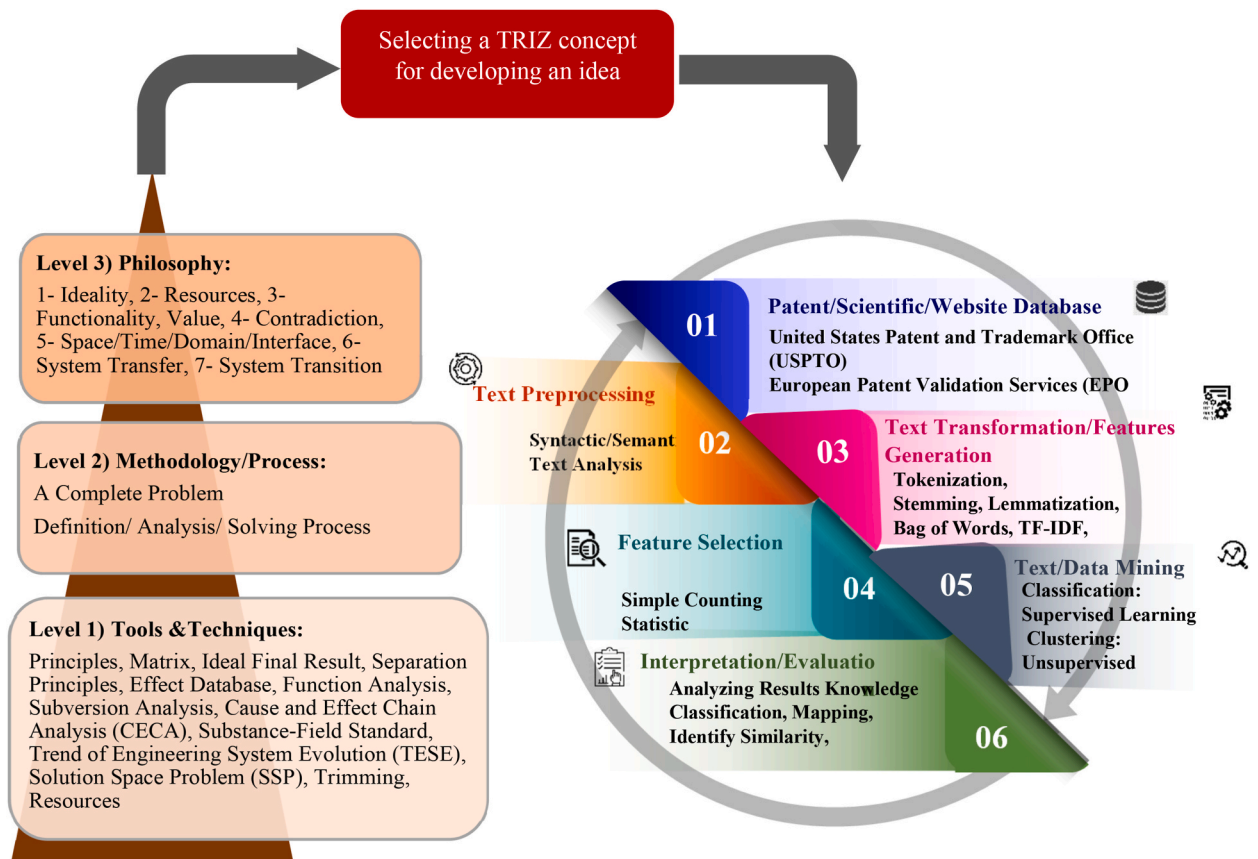 Selecting a TRIZ concept
for developing an idea
Level 3) Philosophy:
1- Ideality, 2- Resources, 3-
Functionality, Value, 4- Contradiction,
5- Space/Time/Domain/Interface, 6-
System Transfer, 7- System Transition
Level 2) Methodology/Process:
A Complete Problem
Definition/ Analysis/ Solving Process
Level 1) Tools &Techniques:
Principles, Matrix, Ideal Final Result, Separation
Principles, Effect Database, Function Analysis,
Subversion Analysis, Cause and Effect Chain
Analysis (CECA), Substance-Field Standard,
Trend of Engineering System Evolution (TESE),
Solution Space Problem (SSP), Trimming,
Resources
01
Patent/Scientific/Website Database
United States Patent and Trademark Office
(USPTO)
European Patent Validation Services (EPO
Text Preprocessing
Syntactic/Semant
Text Analysis
02
03
Text Transformation/Features
Generation
Tokenization,
Stemming, Lemmatization,
Bag of Words, TF-IDF,
Feature Selection
Simple Counting
Statistic
04
05
Text/Data Mining
Classification:
Supervised Learning
Clustering:
Unsupervised
Interpretation/Evaluatio
Analyzing Results Knowledge
Classification, Mapping,
Identify Similarity,
06